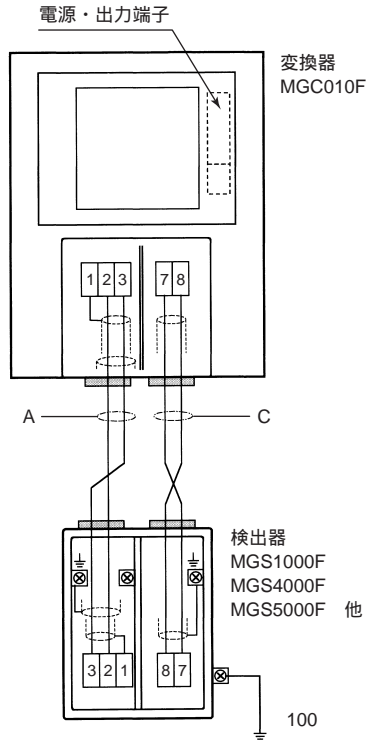 電源・出力端子
変換器
MGC010F
1 2 3 7 8
A C
検出器
MGS1000F
MGS4000F
MGS5000F 他
3 2 1 8 7
100